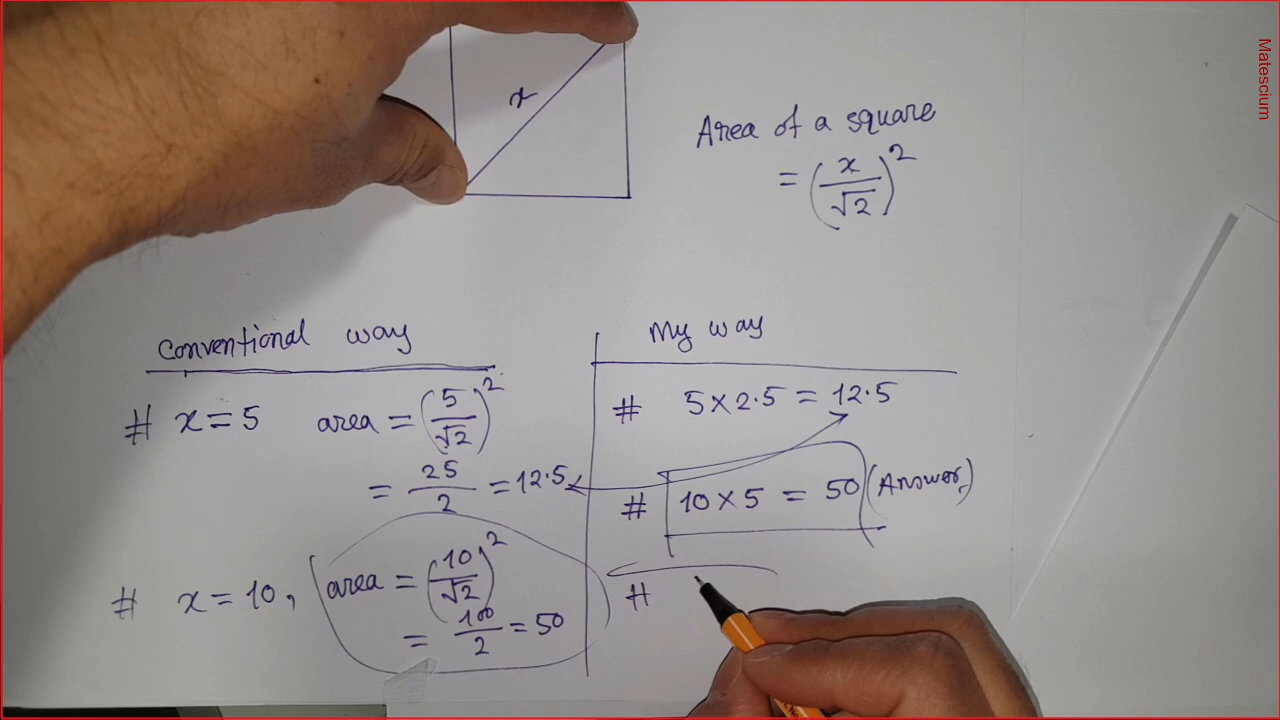 x
Area of a square
= (x/√2)²
Conventional way
# x = 5 area = (5/√2)²
= 25/2 = 12.5
# x = 10, area = (10/√2)²
= 100/2 = 50
My way
# 5 × 2.5 = 12.5
# 10 × 5 = 50 (Answer)
#
Matescium